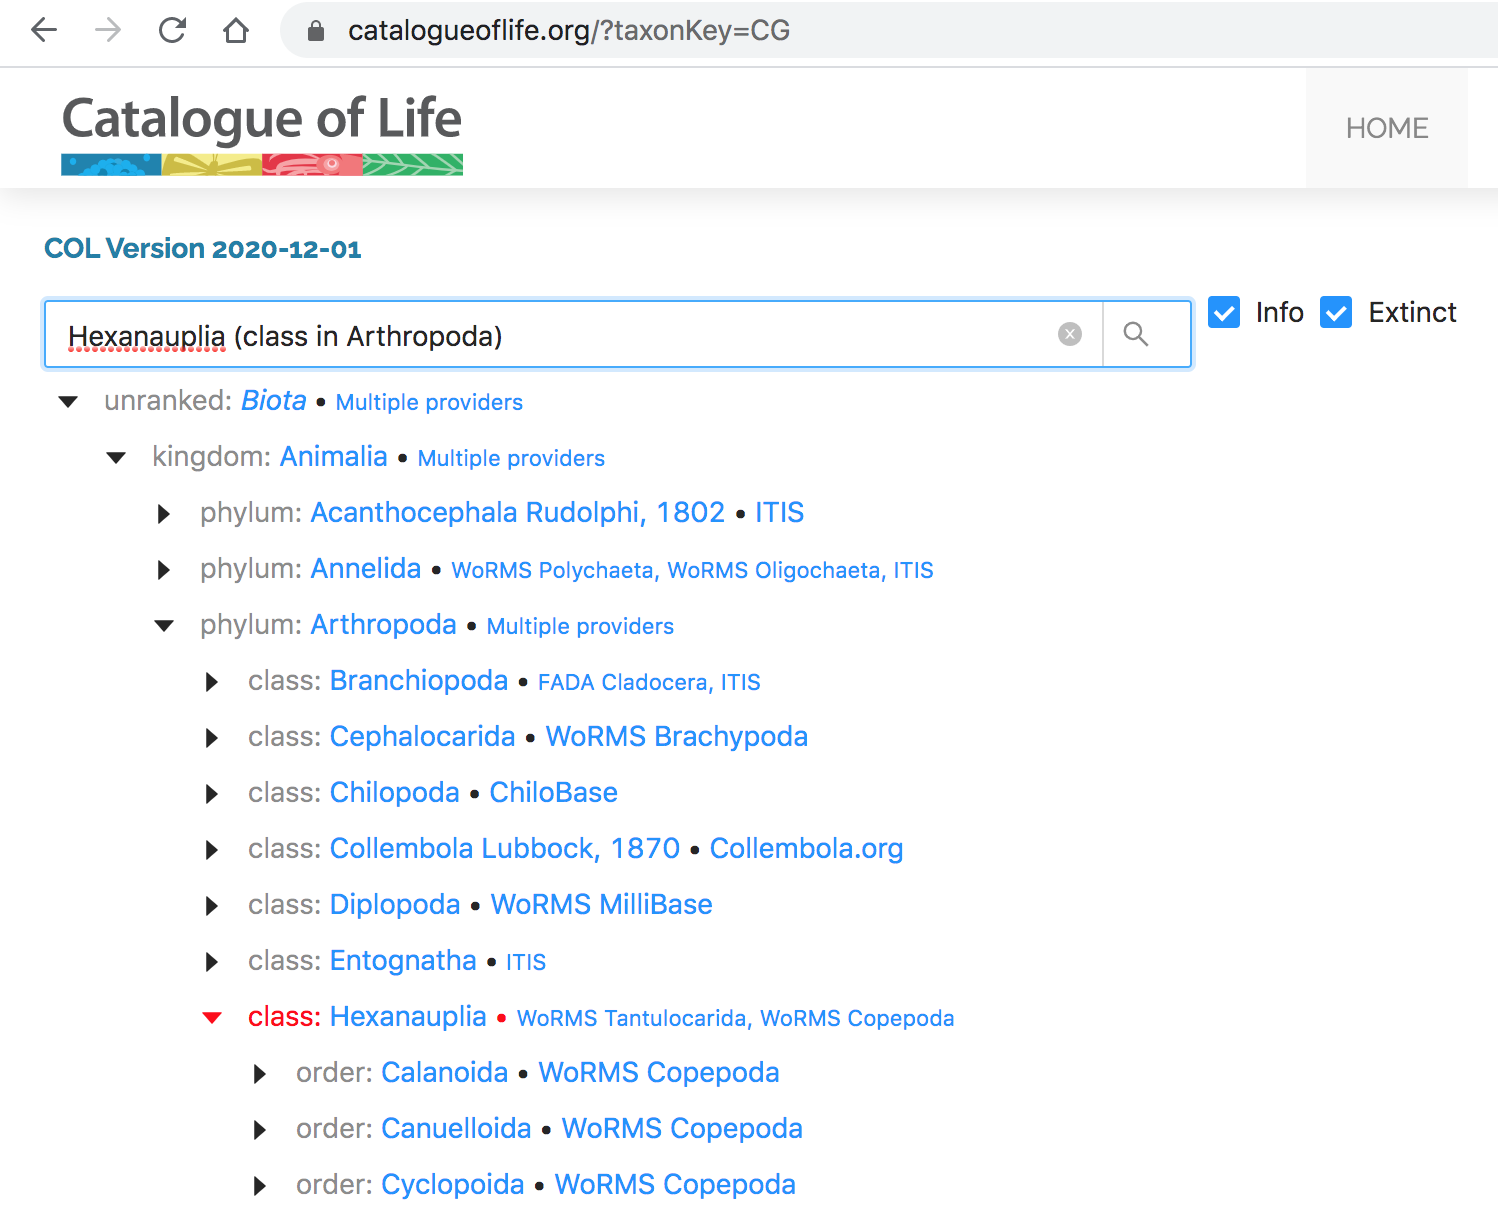 catalogueoflife.org/?taxonKey=CG
Catalogue of Life
HOME
COL Version 2020-12-01
Hexanauplia (class in Arthropoda)
Info
Extinct
unranked: Biota • Multiple providers
kingdom: Animalia • Multiple providers
phylum: Acanthocephala Rudolphi, 1802 • ITIS
phylum: Annelida • WoRMS Polychaeta, WoRMS Oligochaeta, ITIS
phylum: Arthropoda • Multiple providers
class: Branchiopoda • FADA Cladocera, ITIS
class: Cephalocarida • WoRMS Brachypoda
class: Chilopoda • ChiloBase
class: Collembola Lubbock, 1870 • Collembola.org
class: Diplopoda • WoRMS MilliBase
class: Entognatha • ITIS
class: Hexanauplia • WoRMS Tantulocarida, WoRMS Copepoda
order: Calanoida • WoRMS Copepoda
order: Canuelloida • WoRMS Copepoda
order: Cyclopoida • WoRMS Copepoda